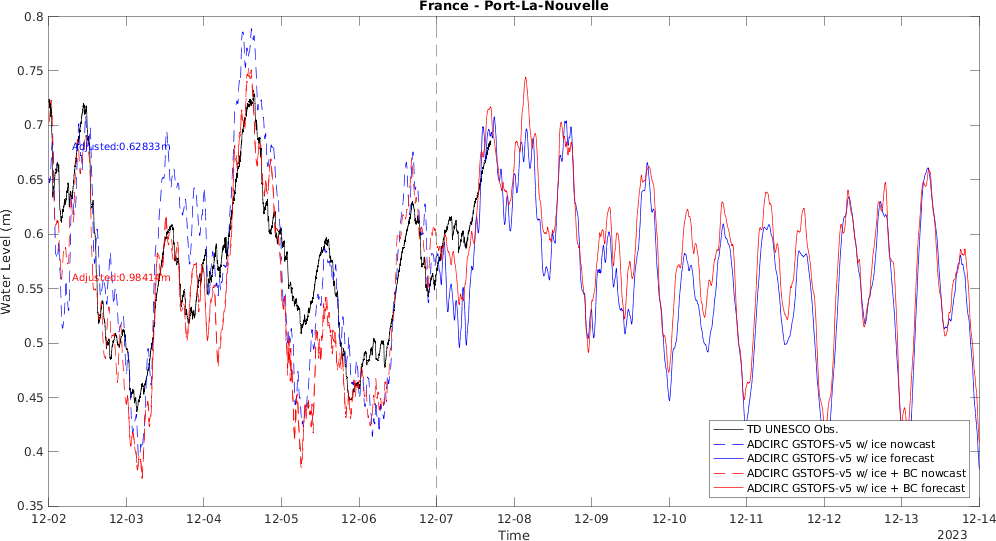 France - Port-La-Nouvelle
0.8
0.75
0.7
0.65
0.6
0.55
0.5
0.45
0.4
0.35
Water Level (m)
Adjusted:0.62833m
Adjusted:0.98414m
TD UNESCO Obs.
ADCIRC GSTOFS-v5 w/ ice nowcast
ADCIRC GSTOFS-v5 w/ ice forecast
ADCIRC GSTOFS-v5 w/ ice + BC nowcast
ADCIRC GSTOFS-v5 w/ ice + BC forecast
12-02 12-03 12-04 12-05 12-06 12-07 12-08 12-09 12-10 12-11 12-12 12-13 12-14
Time
2023